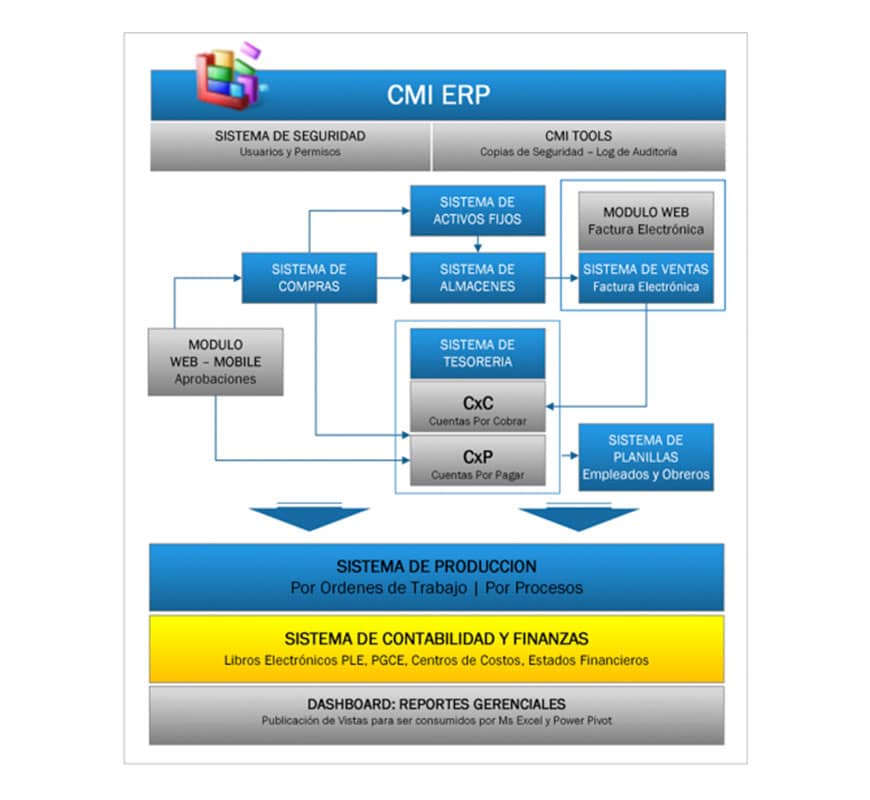 CMI ERP
SISTEMA DE SEGURIDAD
Usuarios y Permisos
CMI TOOLS
Copias de Seguridad – Log de Auditoría
SISTEMA DE
ACTIVOS FIJOS
MODULO WEB
Factura Electrónica
SISTEMA DE
COMPRAS
SISTEMA DE
ALMACENES
SISTEMA DE VENTAS
Factura Electrónica
MODULO
WEB – MOBILE
Aprobaciones
SISTEMA DE
TESORERIA
CxC
Cuentas Por Cobrar
CxP
Cuentas Por Pagar
SISTEMA DE
PLANILLAS
Empleados y Obreros
SISTEMA DE PRODUCCION
Por Ordenes de Trabajo | Por Procesos
SISTEMA DE CONTABILIDAD Y FINANZAS
Libros Electrónicos PLE, PGCE, Centros de Costos, Estados Financieros
DASHBOARD: REPORTES GERENCIALES
Publicación de Vistas para ser consumidos por Ms Excel y Power Pivot